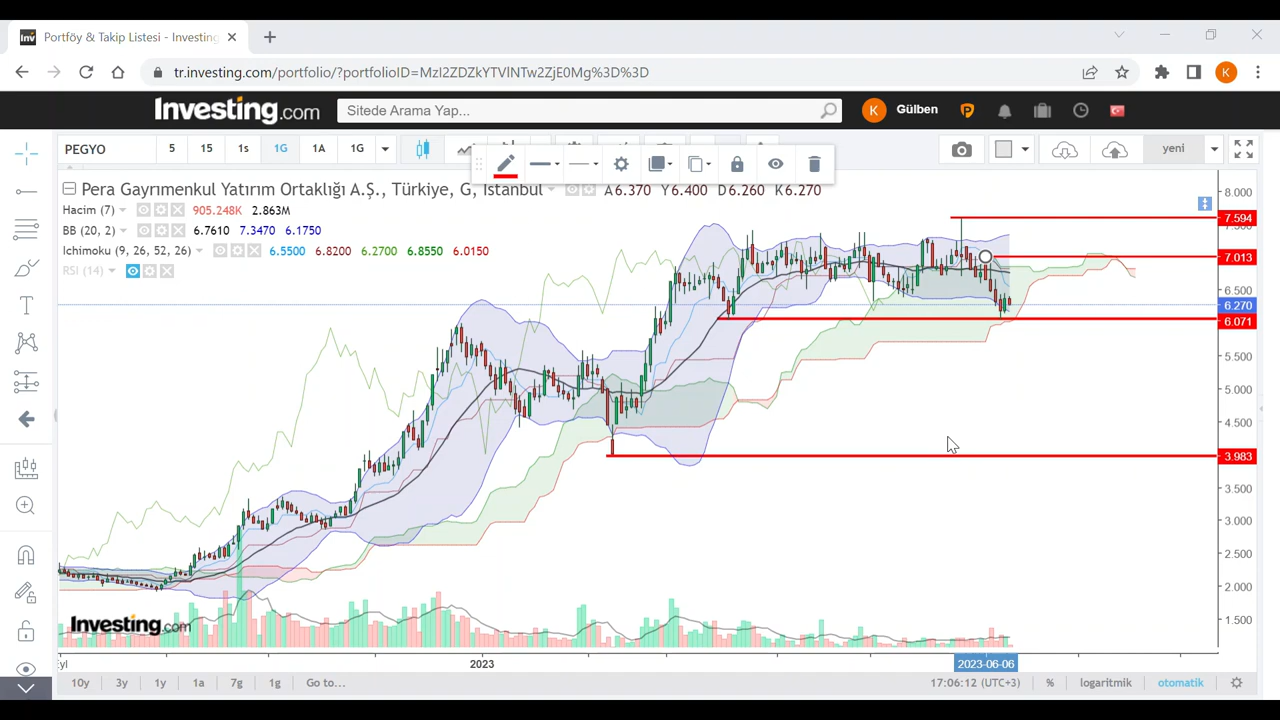 Portföy & Takip Listesi - Investing
tr.investing.com/portfolio/?portfolioID=MzI2ZDZkYTVlNTw2ZjE0Mg%3D%3D
K
Investing.com
Sitede Arama Yap...
K Gülben
PEGYO 5 15 1s 1G 1A 1G yeni
Pera Gayrımenkul Yatırım Ortaklığı A.Ş., Türkiye, G, İstanbul A6.370 Y6.400 D6.260 K6.270
Hacim (7) 905.248K 2.863M
BB (20, 2) 6.7610 7.3470 6.1750
Ichimoku (9, 26, 52, 26) 6.5500 6.8200 6.2700 6.8550 6.0150
RSI (14)
8.000
7.594
7.013
6.500
6.270
6.071
5.500
5.000
4.500
3.983
3.500
3.000
2.500
2.000
1.500
Investing.com
Eyl 2023 2023-06-06
10y 3y 1y 1a 7g 1g Go to... 17:06:12 (UTC+3) % logaritmik otomatik